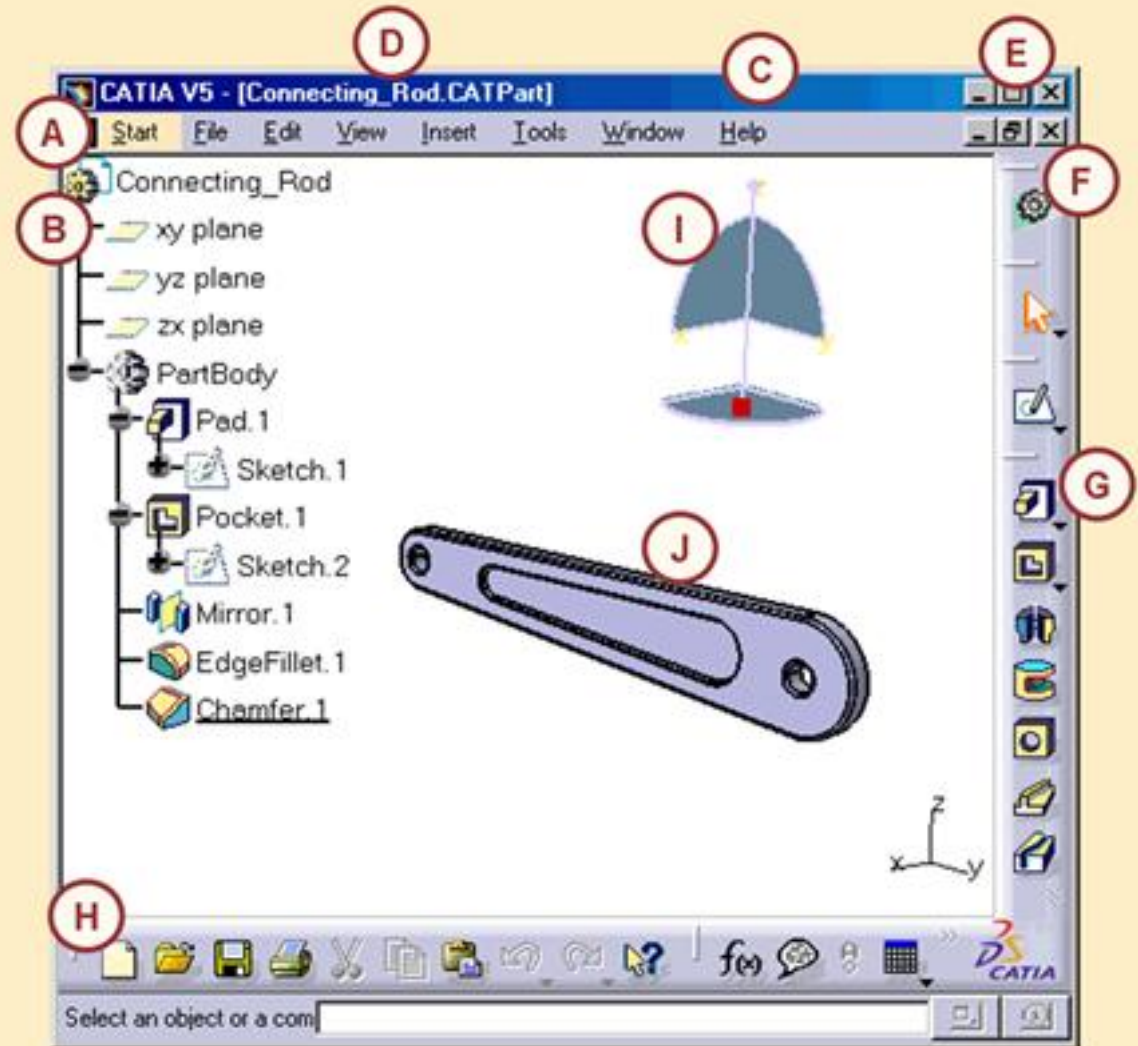 D
C
E
CATIA V5 - [Connecting_Rod.CATPart]
A
Start File Edit View Insert Tools Window Help
F
Connecting_Rod
B
xy plane
I
yz plane
zx plane
PartBody
Pad.1
Sketch.1
G
Pocket.1
J
Sketch.2
Mirror.1
EdgeFillet.1
Chamfer.1
z
x
y
H
f(x)
DS
CATIA
Select an object or a com